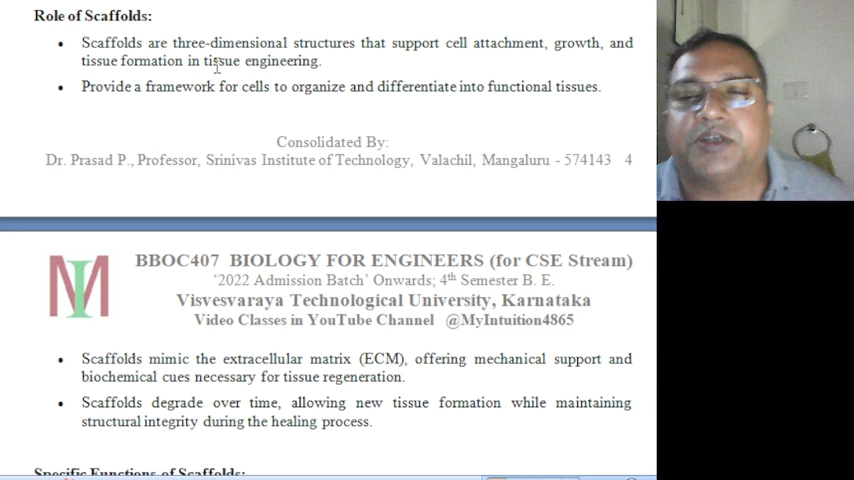 Role of Scaffolds:
• Scaffolds are three-dimensional structures that support cell attachment, growth, and
tissue formation in tissue engineering.
• Provide a framework for cells to organize and differentiate into functional tissues.
Consolidated By:
Dr. Prasad P., Professor, Srinivas Institute of Technology, Valachil, Mangaluru - 574143 4
MI
BBOC407 BIOLOGY FOR ENGINEERS (for CSE Stream)
‘2022 Admission Batch’ Onwards; 4th Semester B. E.
Visvesvaraya Technological University, Karnataka
Video Classes in YouTube Channel @MyIntuition4865
• Scaffolds mimic the extracellular matrix (ECM), offering mechanical support and
biochemical cues necessary for tissue regeneration.
• Scaffolds degrade over time, allowing new tissue formation while maintaining
structural integrity during the healing process.
Specific Functions of Scaffolds: